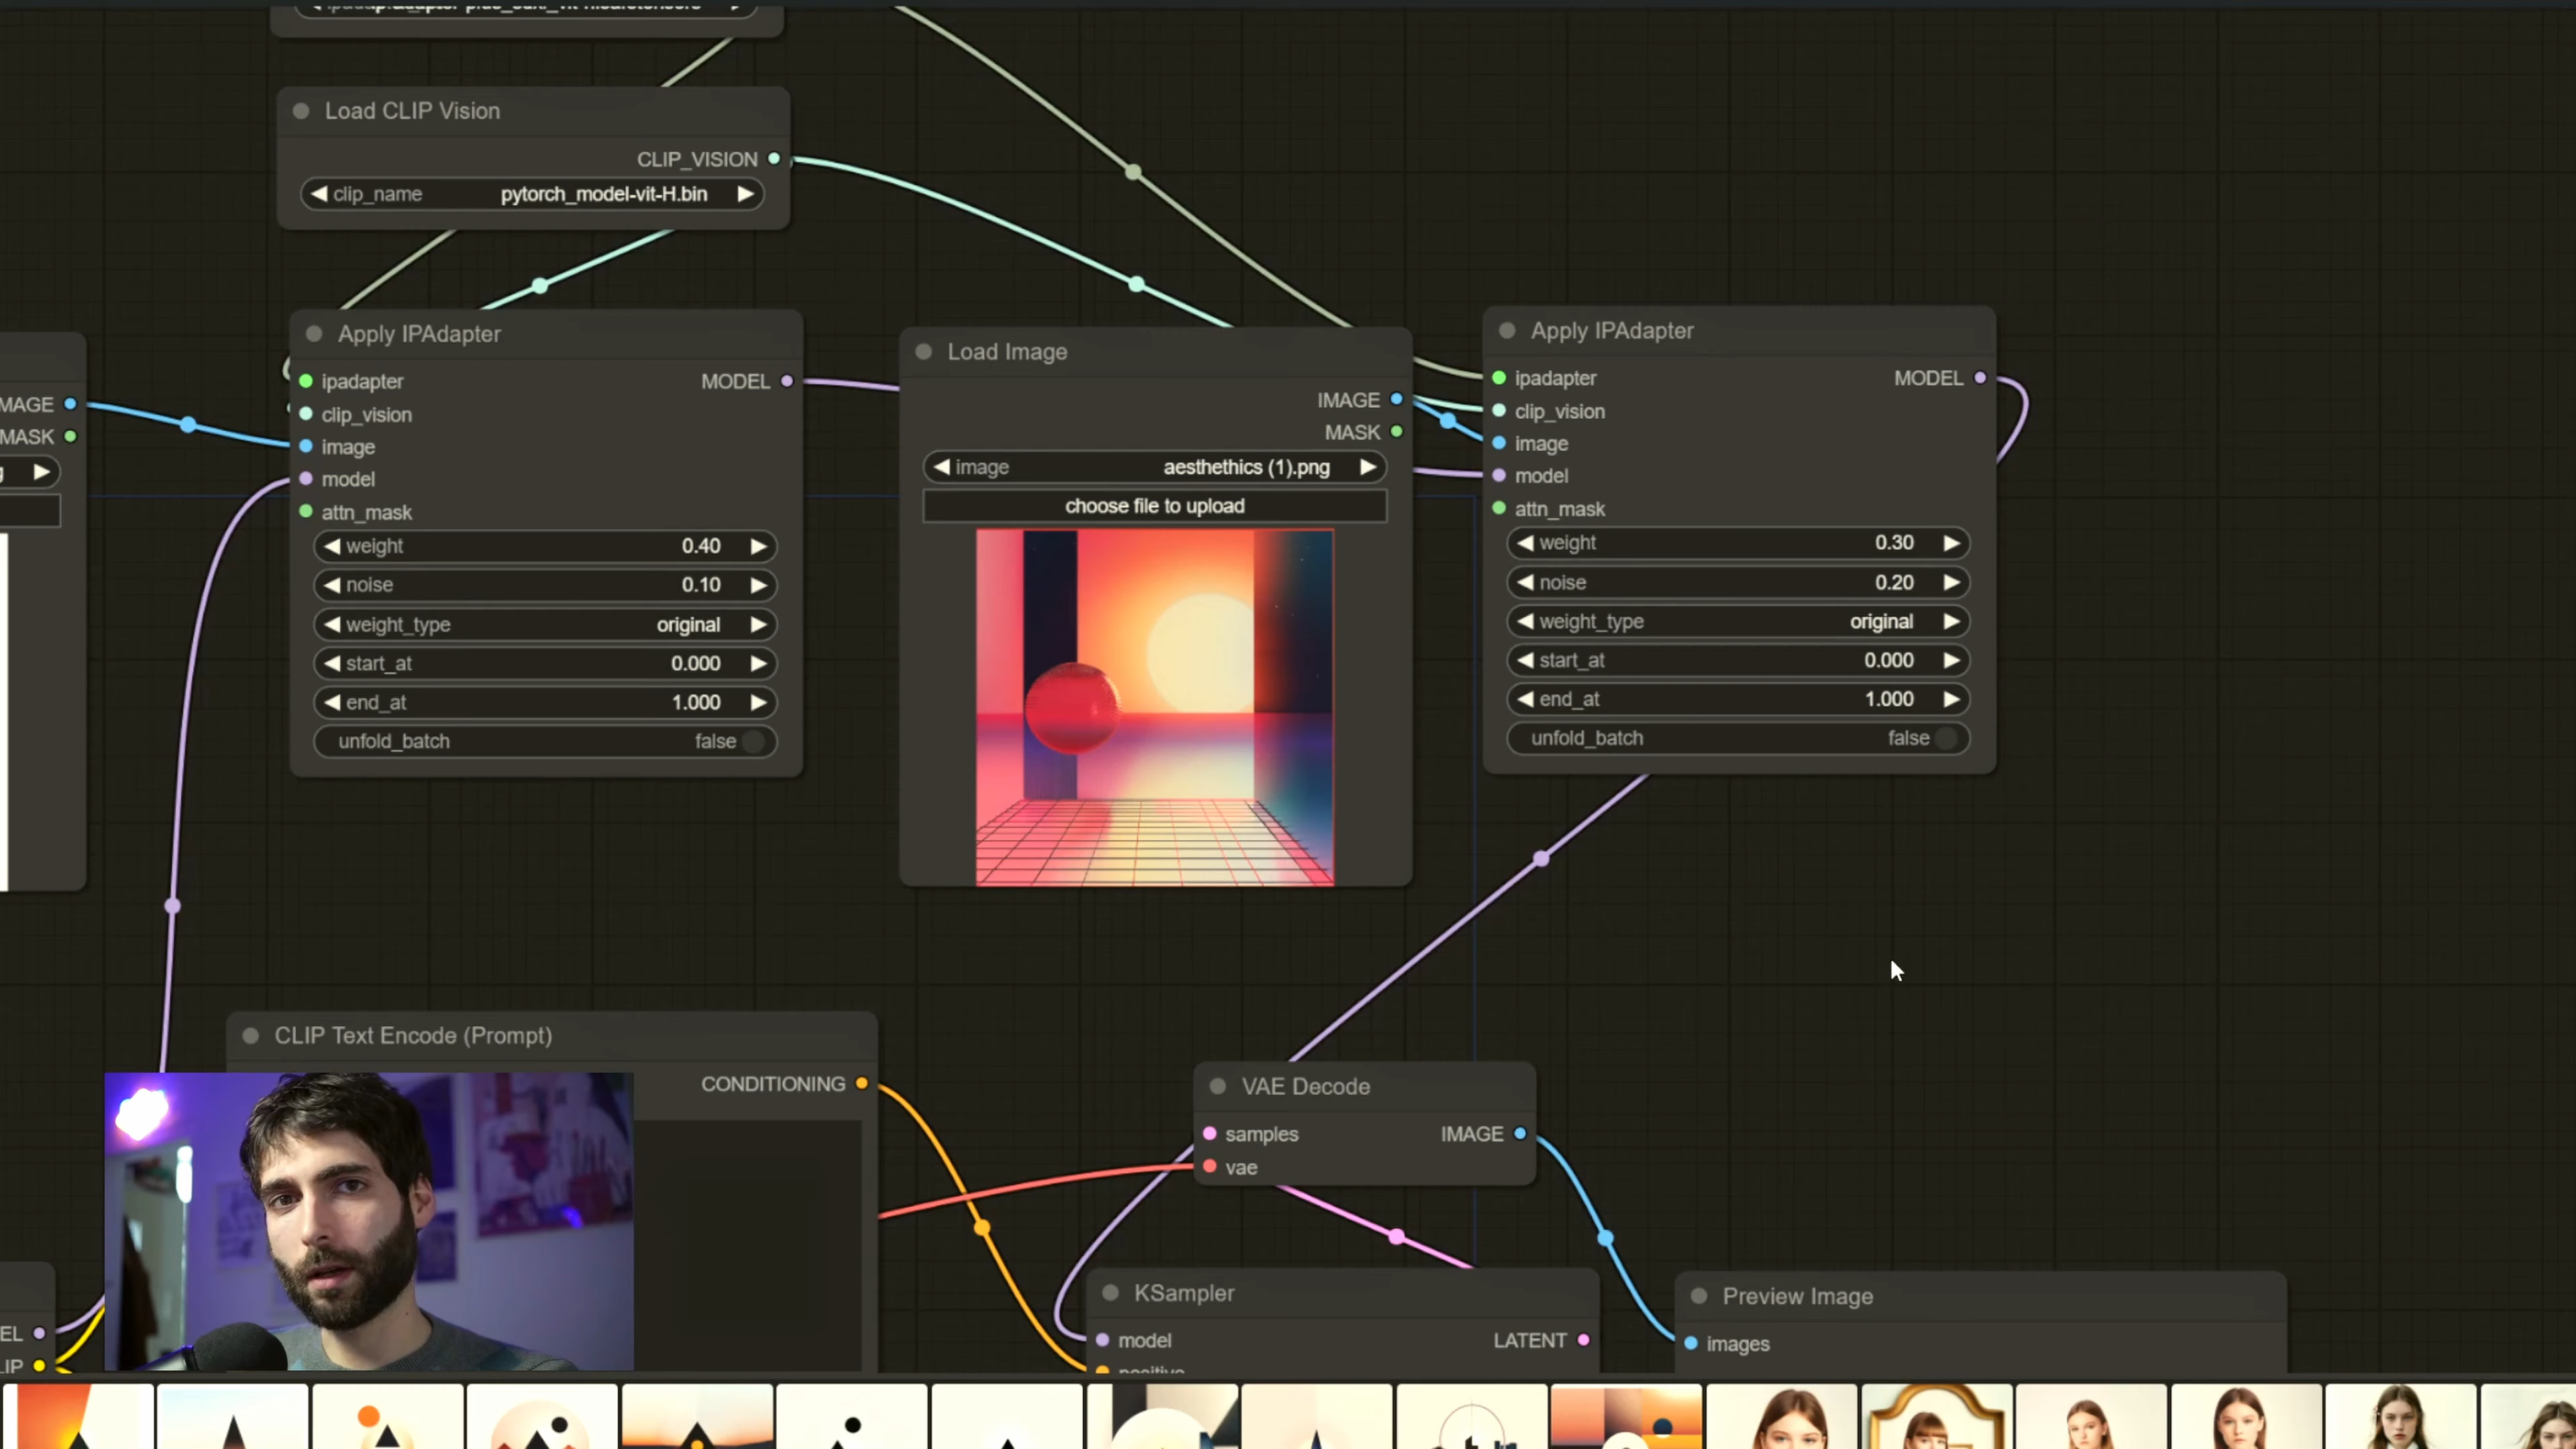 Load CLIP Vision
CLIP_VISION
clip_name pytorch_model-vit-H.bin
Apply IPAdapter
ipadapter MODEL
clip_vision
image
model
attn_mask
weight 0.40
noise 0.10
weight_type original
start_at 0.000
end_at 1.000
unfold_batch false
MASK
Load Image
IMAGE
MASK
image aesthethics (1).png
choose file to upload
Apply IPAdapter
ipadapter MODEL
clip_vision
image
model
attn_mask
weight 0.30
noise 0.20
weight_type original
start_at 0.000
end_at 1.000
unfold_batch false
CLIP Text Encode (Prompt)
CONDITIONING
VAE Decode
samples IMAGE
vae
KSampler
model LATENT
positive
Preview Image
images